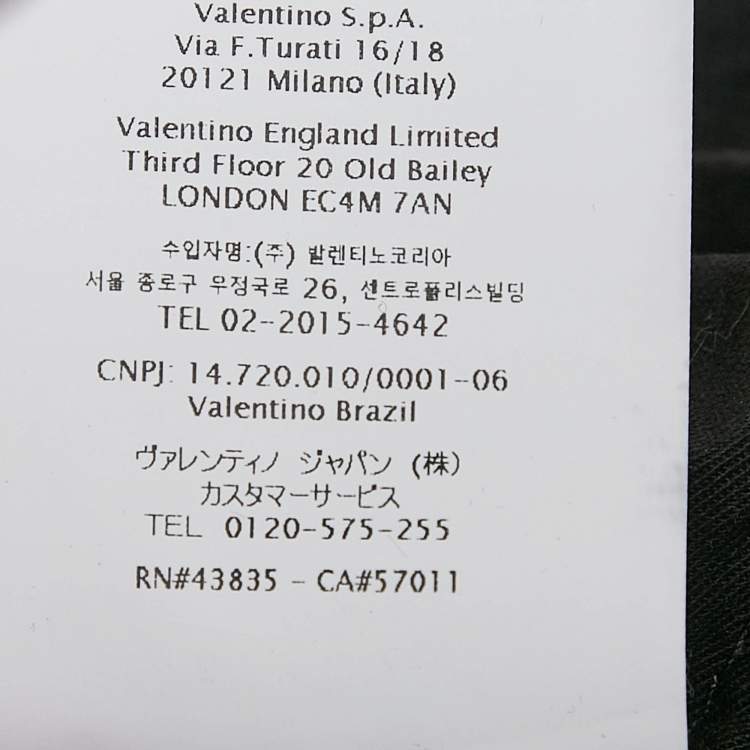 Valentino S.p.A.
Via F.Turati 16/18
20121 Milano (Italy)
Valentino England Limited
Third Floor 20 Old Bailey
LONDON EC4M 7AN
수입자명:(주) 발렌티노코리아
서울 종로구 우정국로 26, 센트로폴리스빌딩
TEL 02-2015-4642
CNPJ: 14.720.010/0001-06
Valentino Brazil
ヴァレンティノ ジャパン (株)
カスタマーサービス
TEL 0120-575-255
RN#43835 - CA#57011